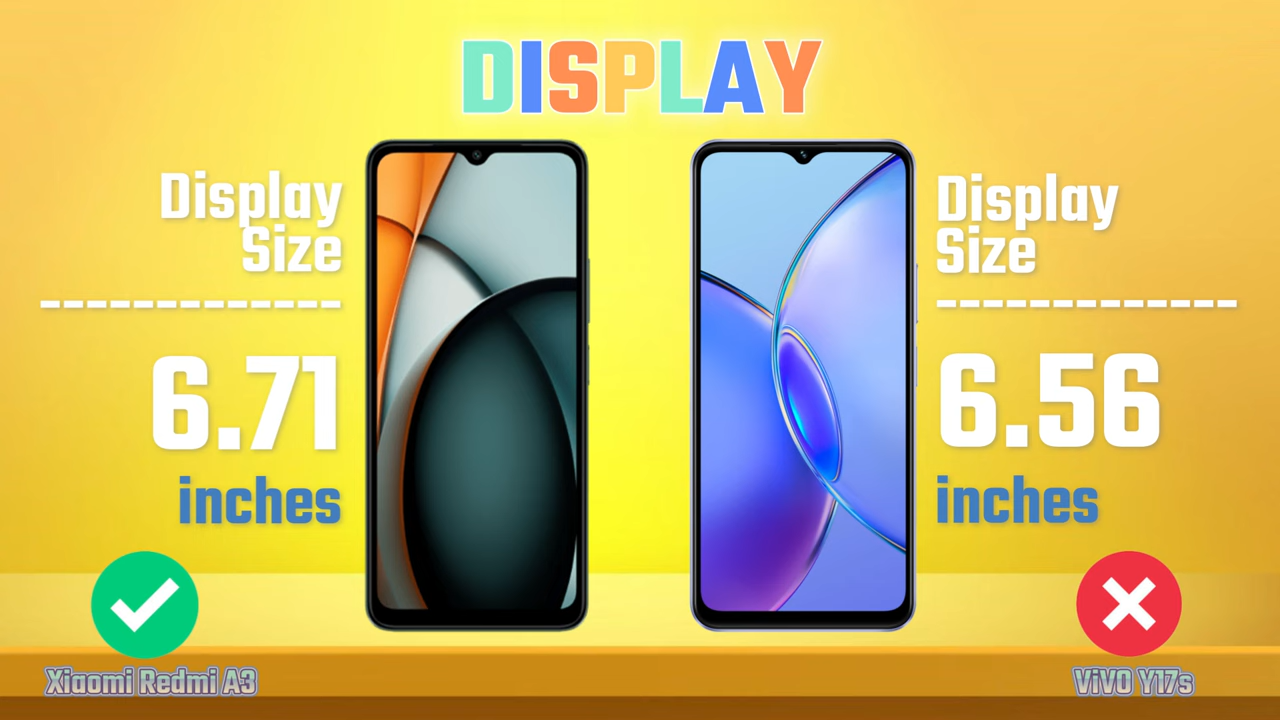 DISPLAY
Display
Size
-------------
6.71
inches
Xiaomi Redmi A3
Display
Size
-------------
6.56
inches
ViVO Y17s